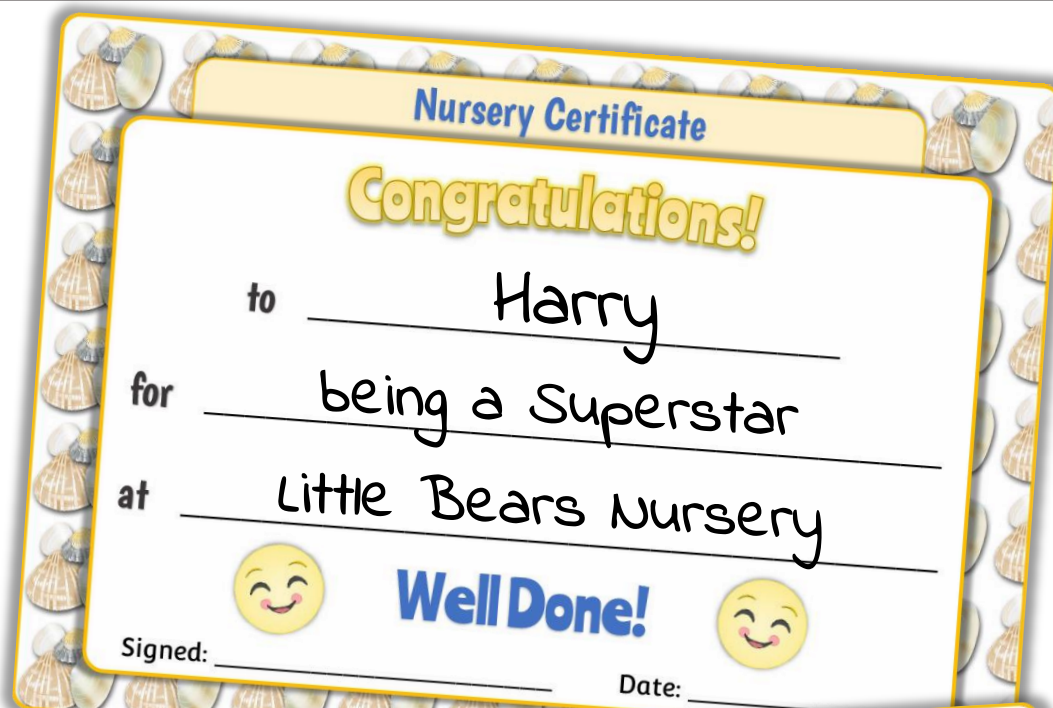 Nursery Certificate
Congratulations!
to Harry
for being a Superstar
at Little Bears Nursery
Well Done!
Signed:
Date: